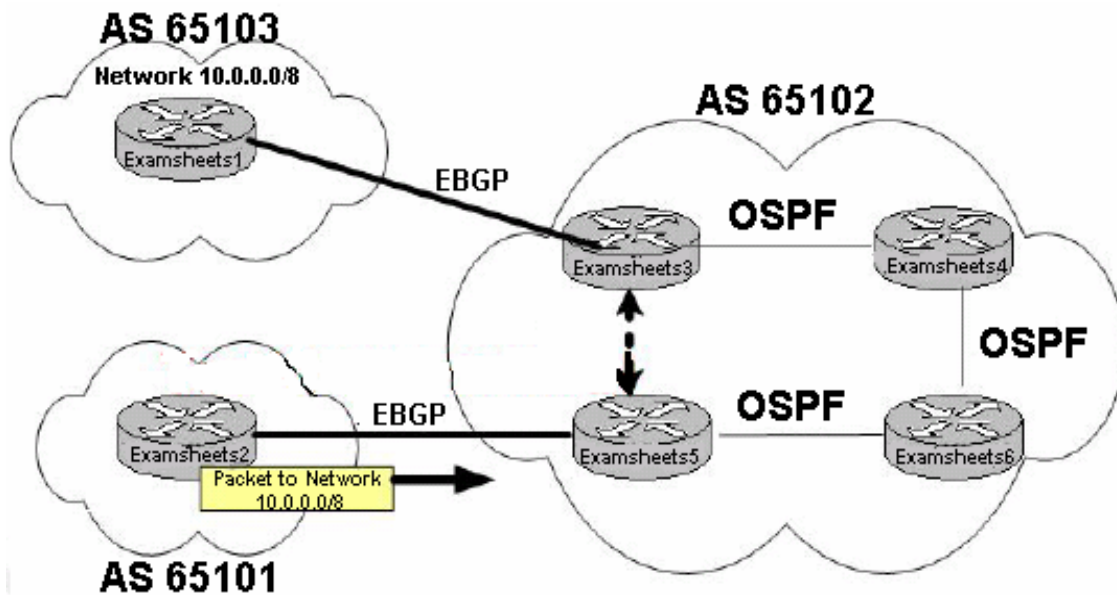 AS 65103
Network 10.0.0.0/8
Examsheets1
EBGP
AS 65102
OSPF
Examsheets3
Examsheets4
OSPF
OSPF
EBGP
Examsheets2
Examsheets5
Examsheets6
Packet to Network
10.0.0.0/8
AS 65101